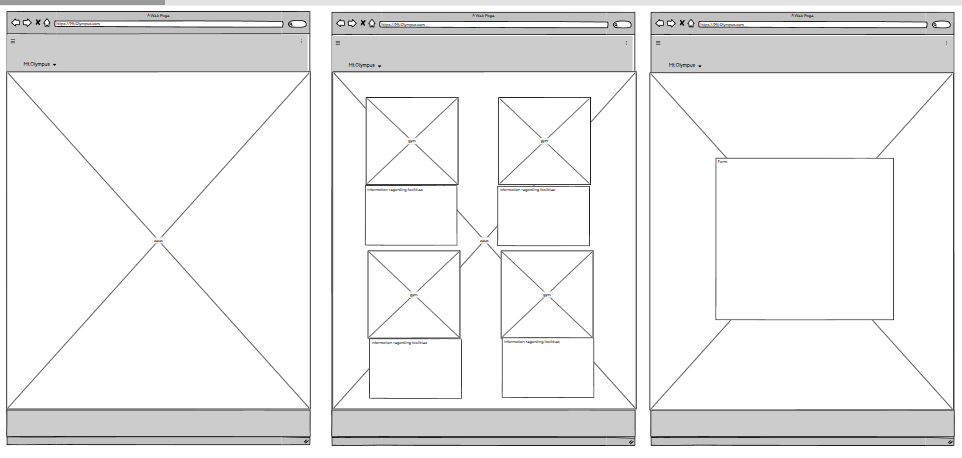 A Web Page
https://Mt.Olympus.com
Mt.Olympus
A Web Page
https://Mt.Olympus.com
Mt.Olympus
gym
gym
information regarding facilities
information regarding facilities
gym
gym
information regarding facilities
information regarding facilities
A Web Page
https://Mt.Olympus.com
Mt.Olympus
Form